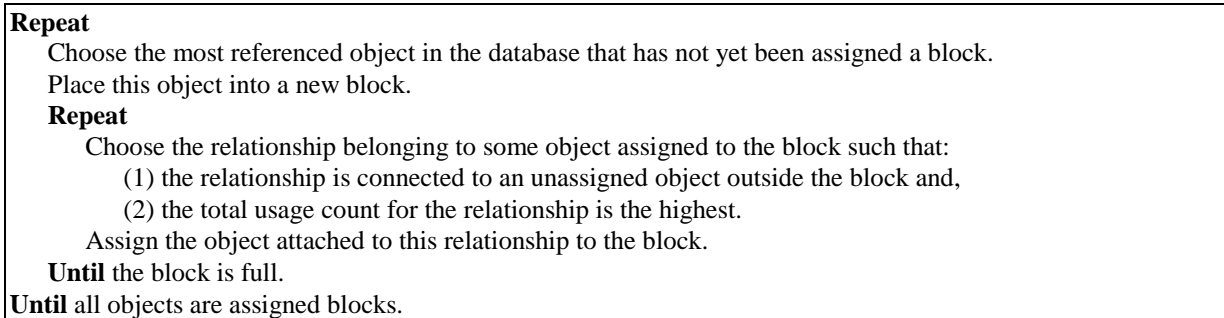 Repeat
Choose the most referenced object in the database that has not yet been assigned a block.
Place this object into a new block.
Repeat
Choose the relationship belonging to some object assigned to the block such that:
(1) the relationship is connected to an unassigned object outside the block and,
(2) the total usage count for the relationship is the highest.
Assign the object attached to this relationship to the block.
Until the block is full.
Until all objects are assigned blocks.